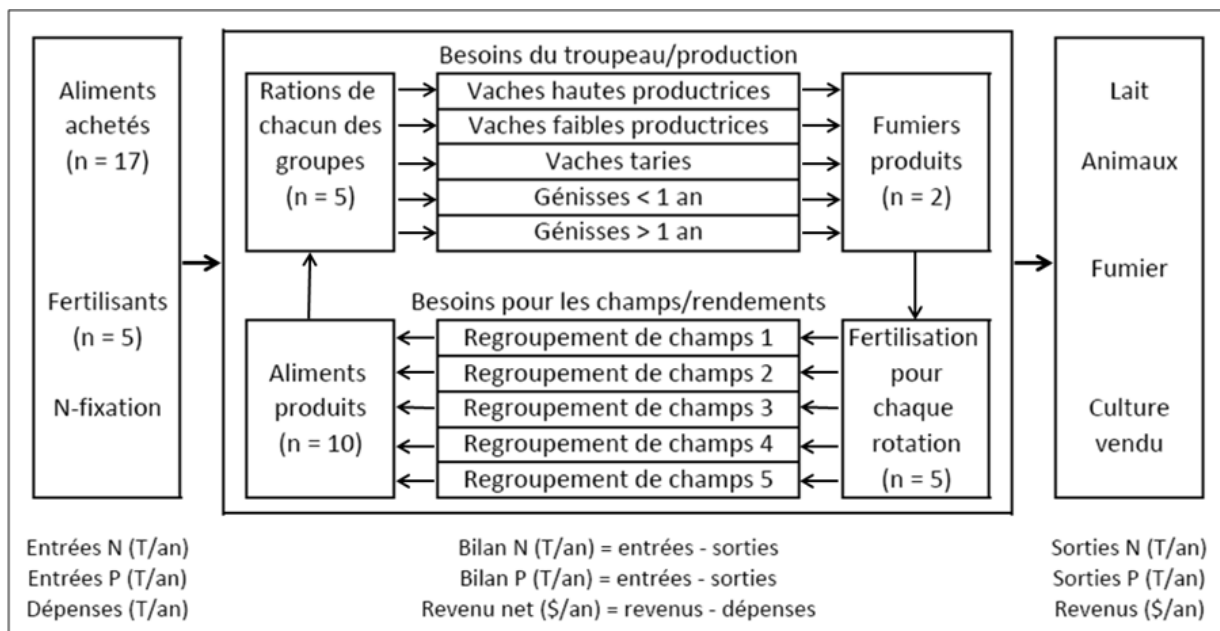 Aliments
achetés
(n = 17)
Fertilisants
(n = 5)
N-fixation
Besoins du troupeau/production
Rations de
chacun des
groupes
(n = 5)
Vaches hautes productrices
Vaches faibles productrices
Vaches taries
Génisses < 1 an
Génisses > 1 an
Fumiers
produits
(n = 2)
Besoins pour les champs/rendements
Aliments
produits
(n = 10)
Regroupement de champs 1
Regroupement de champs 2
Regroupement de champs 3
Regroupement de champs 4
Regroupement de champs 5
Fertilisation
pour
chaque
rotation
(n = 5)
Lait
Animaux
Fumier
Culture
vendu
Entrées N (T/an)
Entrées P (T/an)
Dépenses (T/an)
Bilan N (T/an) = entrées - sorties
Bilan P (T/an) = entrées - sorties
Revenu net ($/an) = revenus - dépenses
Sorties N (T/an)
Sorties P (T/an)
Revenus ($/an)